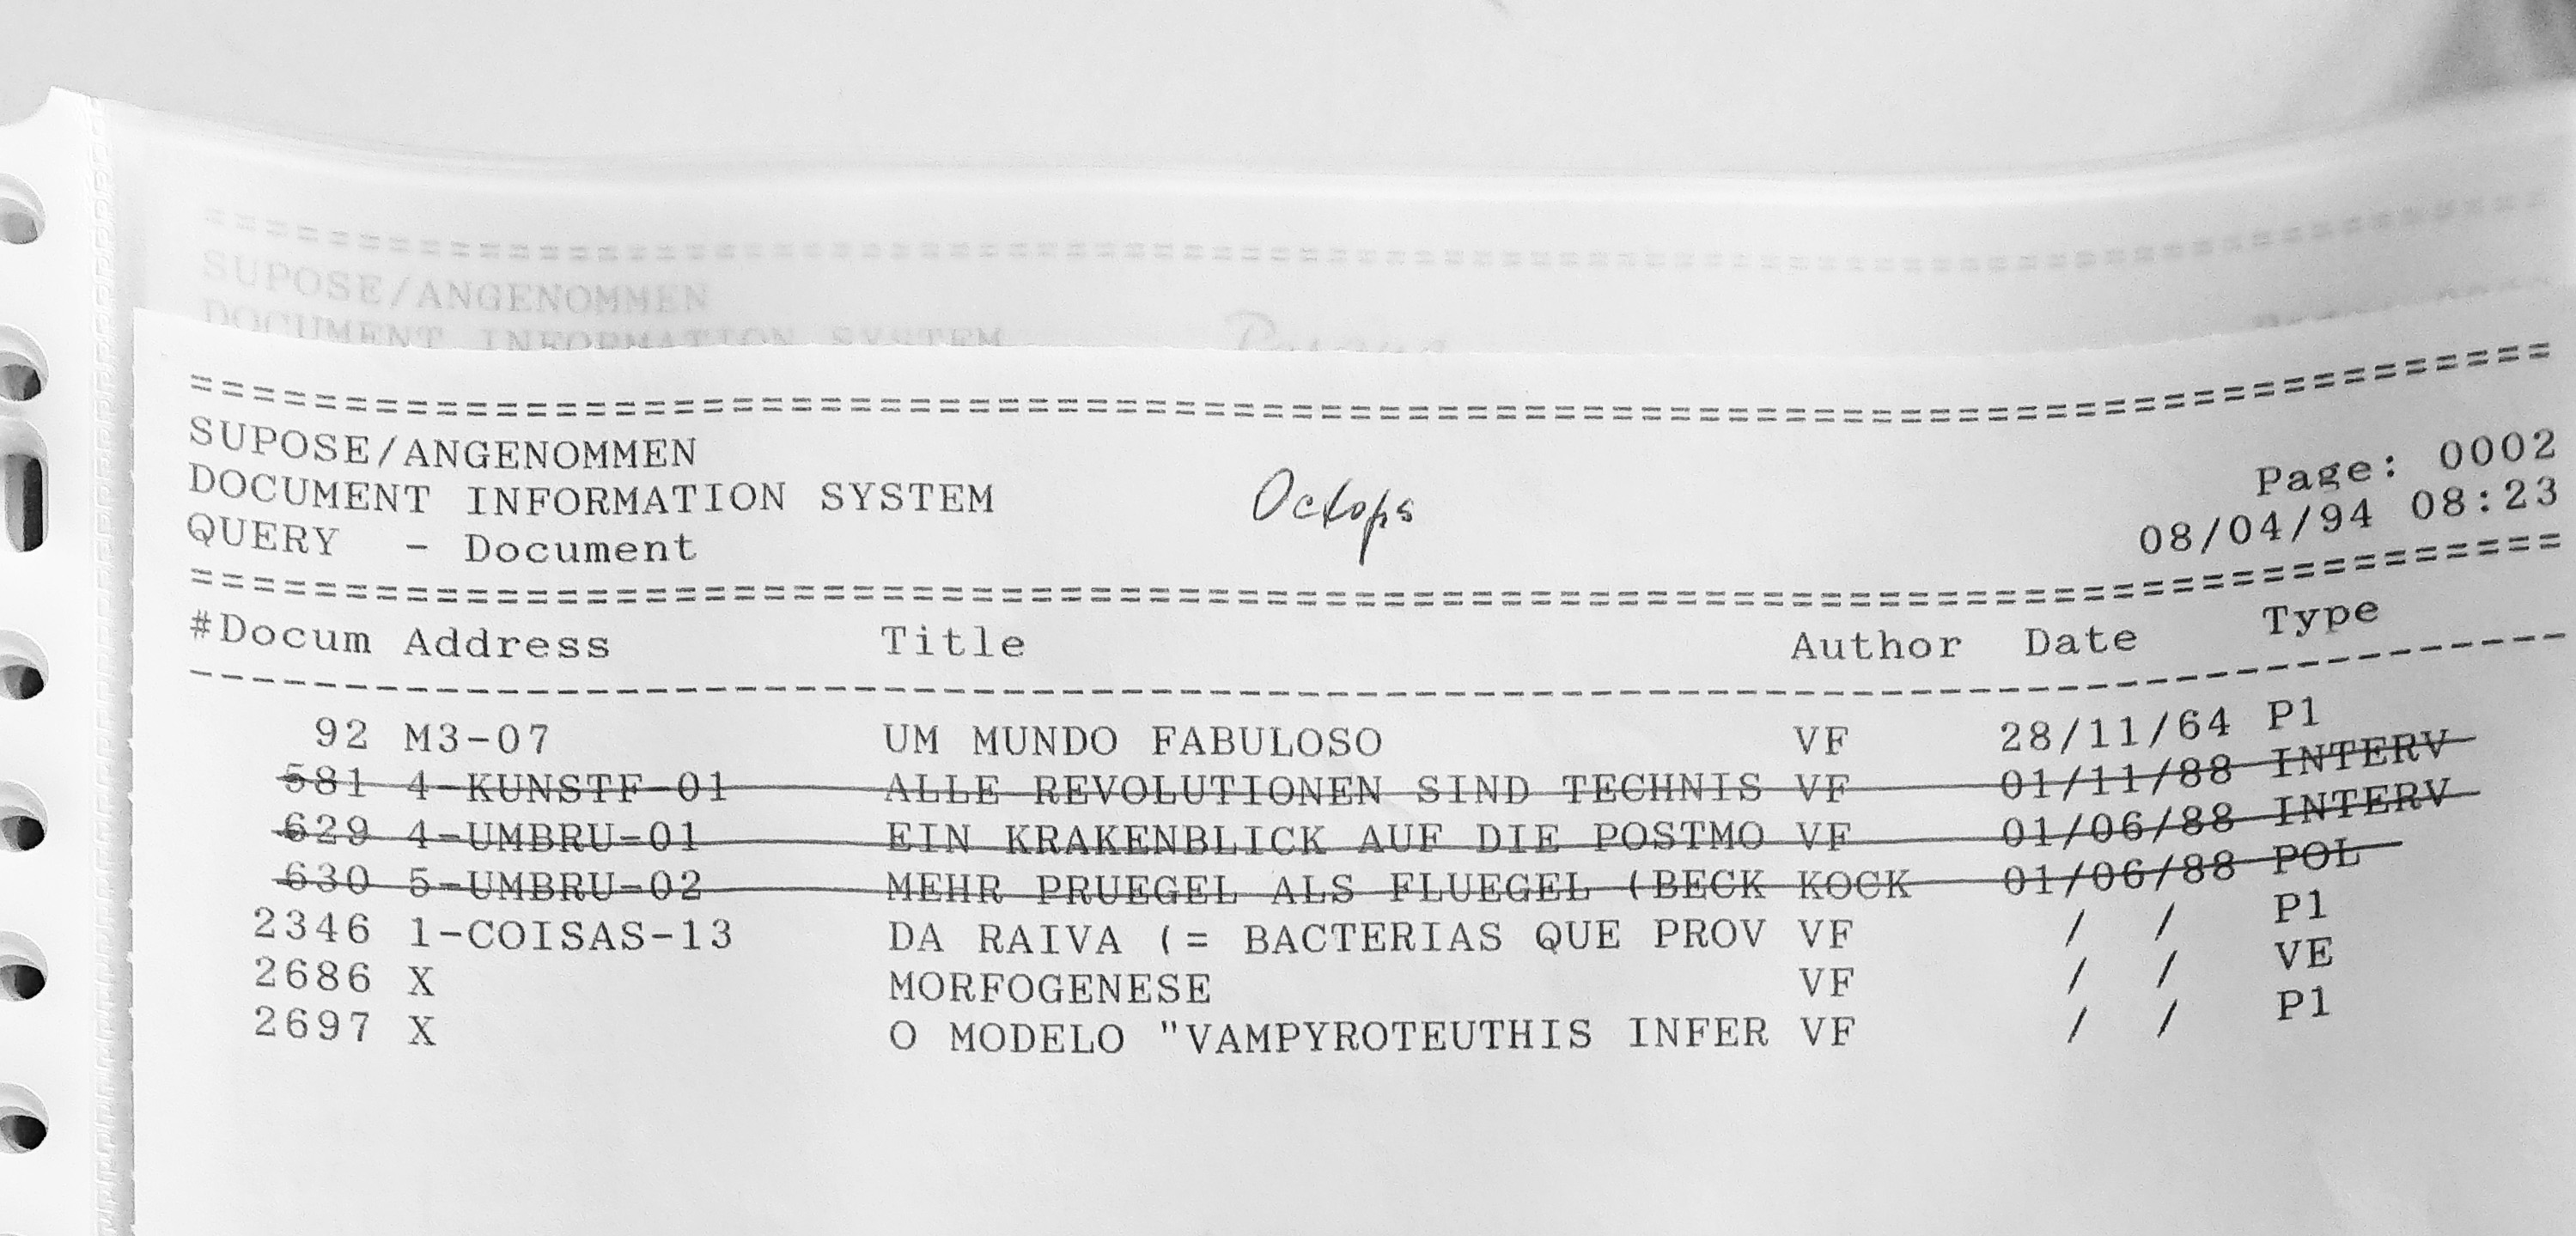 SUPOSE/ANGENOMMEN
DOCUMENT INFORMATION SYSTEM
================================================================================
SUPOSE/ANGENOMMEN
DOCUMENT INFORMATION SYSTEM Octops Page: 0002
QUERY - Document 08/04/94 08:23
================================================================================
#Docum Address Title Author Date Type
--------------------------------------------------------------------------------
92 M3-07 UM MUNDO FABULOSO VF 28/11/64 P1
581 4-KUNSTF-01 ALLE REVOLUTIONEN SIND TECHNIS VF 01/11/88 INTERV
629 4-UMBRU-01 EIN KRAKENBLICK AUF DIE POSTMO VF 01/06/88 INTERV
630 5-UMBRU-02 MEHR PRUEGEL ALS FLUEGEL (BECK KOCK 01/06/88 POL
2346 1-COISAS-13 DA RAIVA (= BACTERIAS QUE PROV VF / / P1
2686 X MORFOGENESE VF / / VE
2697 X O MODELO "VAMPYROTEUTHIS INFER VF / / P1